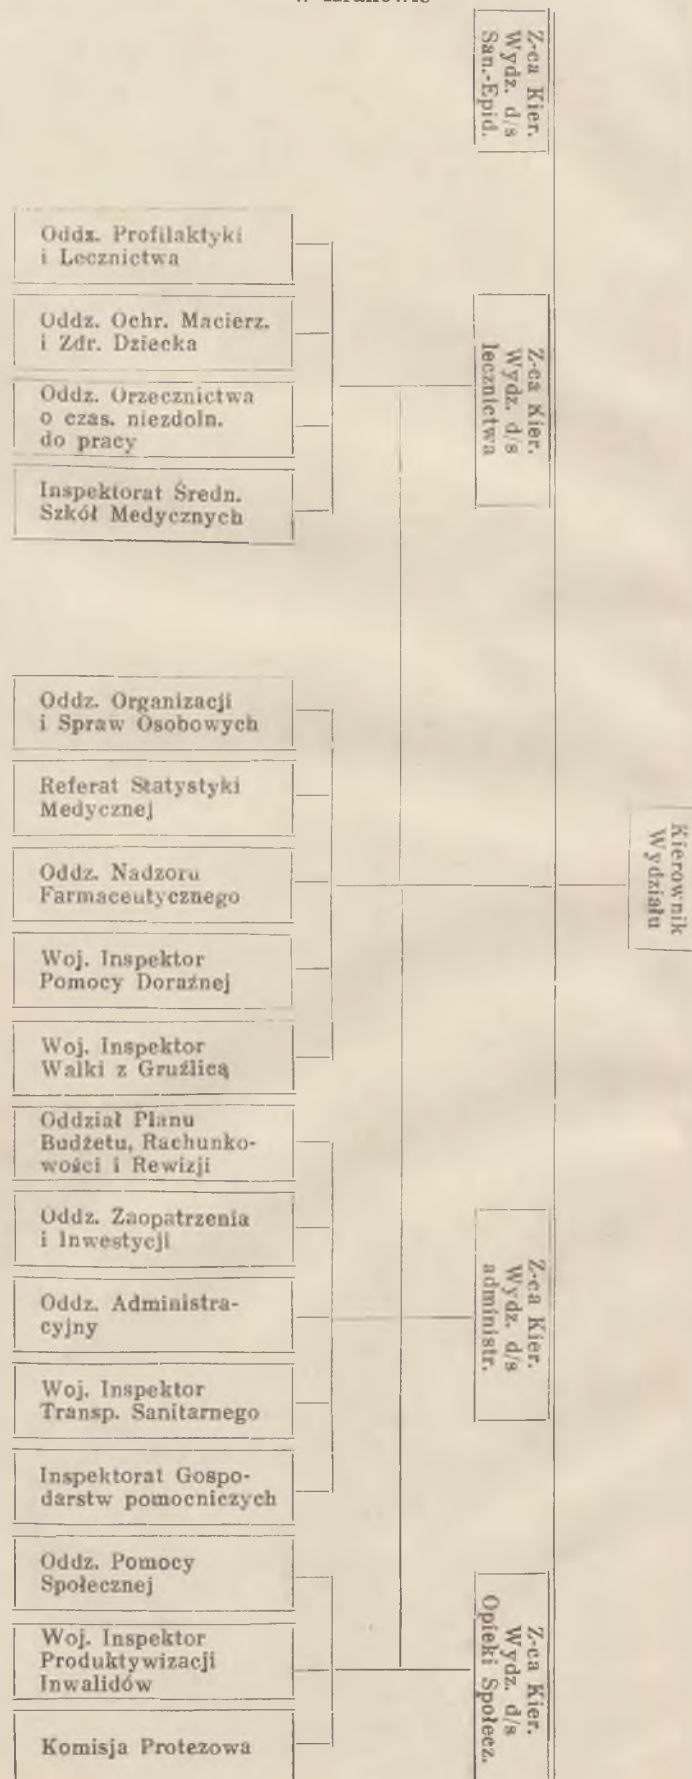 w Krakowie
Z-ca Kier.
Wydz. d/s
San.-Epid.
Oddz. Profilaktyki
i Lecznictwa
Oddz. Ochr. Macierz.
i Zdr. Dziecka
Oddz. Orzecznictwa
o czas. niezdoln.
do pracy
Inspektorat Średn.
Szkół Medycznych
Z-ca Kier.
Wydz. d/s
lecznictwa
Oddz. Organizacji
i Spraw Osobowych
Referat Statystyki
Medycznej
Oddz. Nadzoru
Farmaceutycznego
Woj. Inspektor
Pomocy Doraźnej
Woj. Inspektor
Walki z Gruźlicą
Kierownik
Wydziału
Oddział Planu
Budżetu, Rachunko-
wości i Rewizji
Oddz. Zaopatrzenia
i Inwestycji
Oddz. Administra-
cyjny
Woj. Inspektor
Transp. Sanitarnego
Inspektorat Gospo-
darstw pomocniczych
Z-ca Kier.
Wydz. d/s
administr.
Oddz. Pomocy
Społecznej
Woj. Inspektor
Produktywizacji
Inwalidów
Komisja Protezowa
Z-ca Kier.
Wydz. d/s
Opieki Społecz.